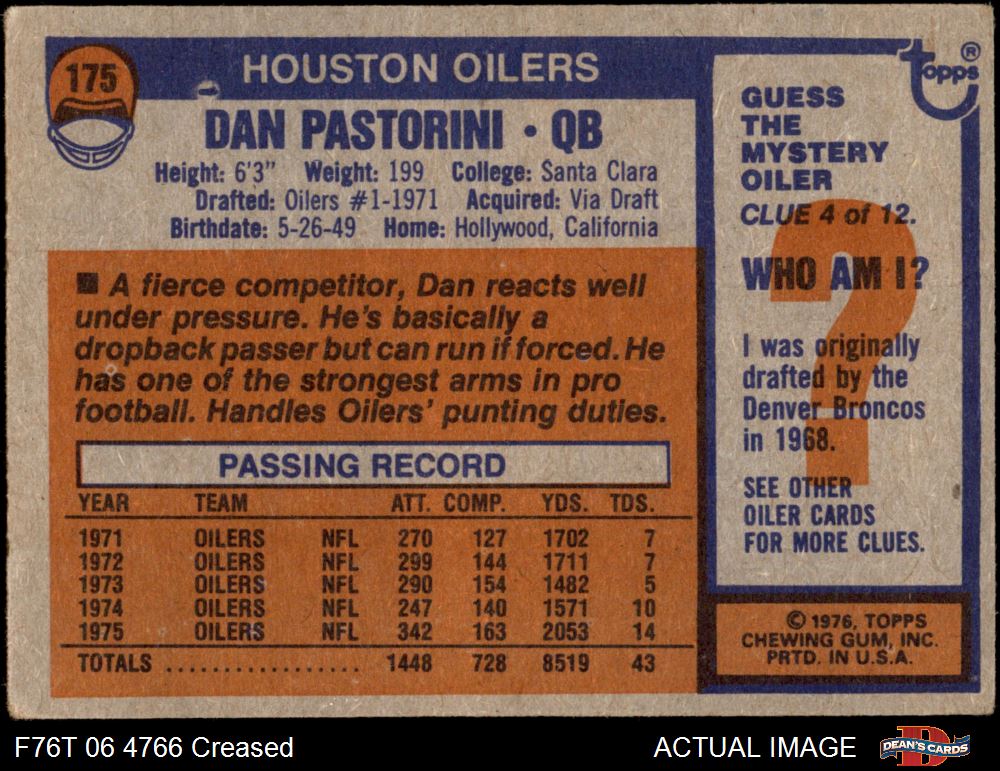 175
HOUSTON OILERS
DAN PASTORINI • QB
Height: 6'3" Weight: 199 College: Santa Clara
Drafted: Oilers #1-1971 Acquired: Via Draft
Birthdate: 5-26-49 Home: Hollywood, California
■ A fierce competitor, Dan reacts well
under pressure. He's basically a
dropback passer but can run if forced. He
has one of the strongest arms in pro
football. Handles Oilers' punting duties.
PASSING RECORD
YEAR TEAM ATT. COMP. YDS. TDS.
1971 OILERS NFL 270 127 1702 7
1972 OILERS NFL 299 144 1711 7
1973 OILERS NFL 290 154 1482 5
1974 OILERS NFL 247 140 1571 10
1975 OILERS NFL 342 163 2053 14
TOTALS .................. 1448 728 8519 43
topps ®
GUESS
THE
MYSTERY
OILER
CLUE 4 of 12.
?
WHO AM I?
I was originally
drafted by the
Denver Broncos
in 1968.
SEE OTHER
OILER CARDS
FOR MORE CLUES.
© 1976, TOPPS
CHEWING GUM, INC.
PRTD. IN U.S.A.
F76T 06 4766 Creased
ACTUAL IMAGE
D
DEAN'S CARDS